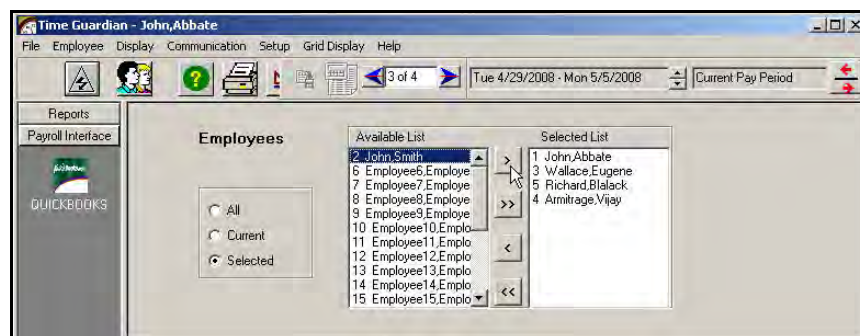 Time Guardian - John,Abbate
File Employee Display Communication Setup Grid Display Help
3 of 4 Tue 4/29/2008 - Mon 5/5/2008 Current Pay Period
Reports
Payroll Interface
QUICKBOOKS
Employees
All
Current
Selected
Available List
2 John,Smith
6 Employee6,Employe
7 Employee7,Employe
8 Employee8,Employe
9 Employee9,Employe
10 Employee10,Emplo
11 Employee11,Emplo
12 Employee12,Emplo
13 Employee13,Emplo
14 Employee14,Emplo
15 Employee15,Emplo
>
>>
<
<<
Selected List
1 John,Abbate
3 Wallace,Eugene
5 Richard,Blalack
4 Armitrage,Vijay